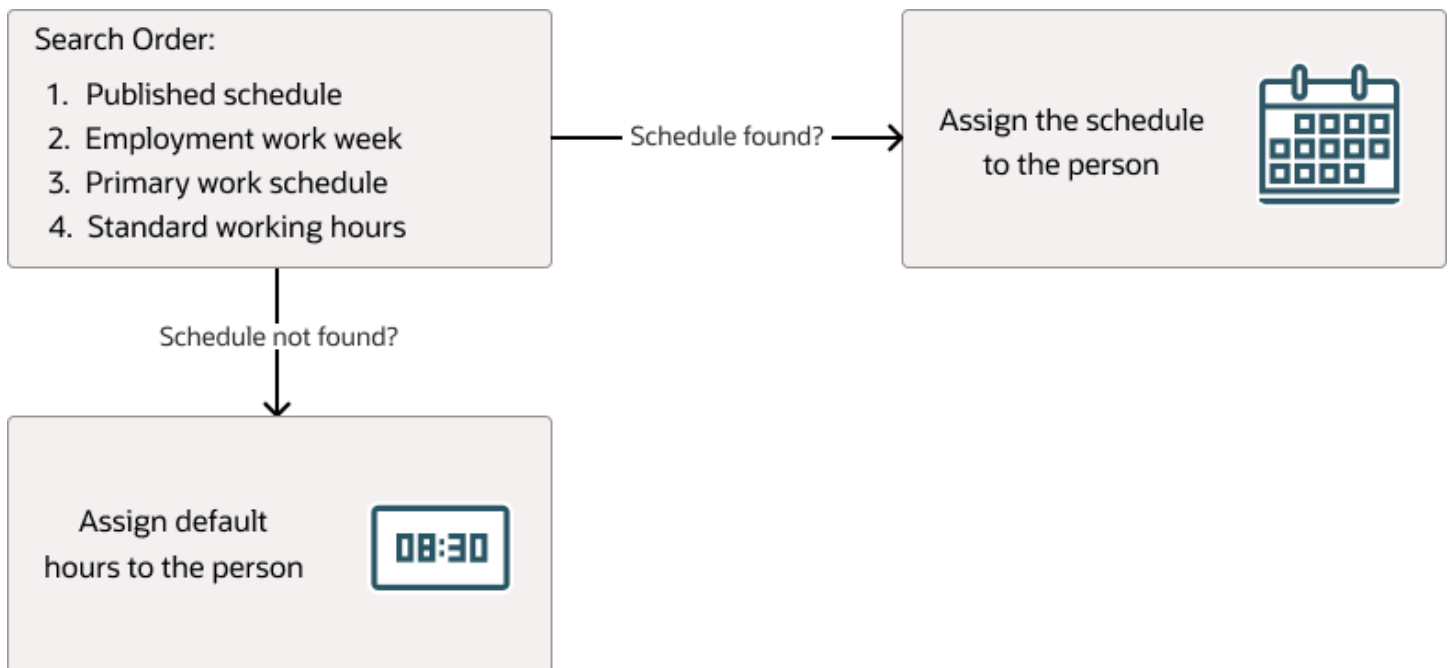 Search Order:
1. Published schedule
2. Employment work week
3. Primary work schedule
4. Standard working hours
Schedule found?
Assign the schedule
to the person
Schedule not found?
Assign default
hours to the person
08:30